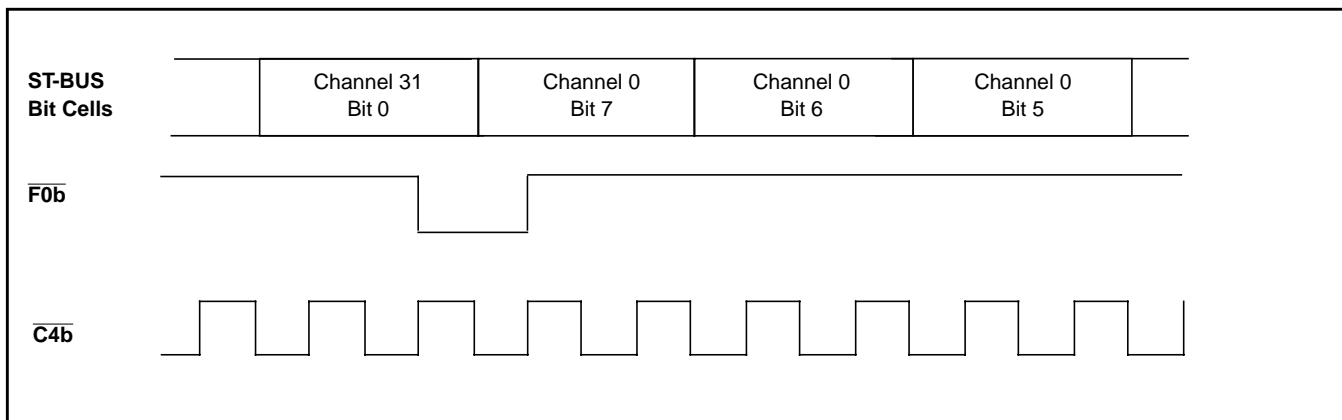 ST-BUS
Bit Cells
Channel 31
Bit 0
Channel 0
Bit 7
Channel 0
Bit 6
Channel 0
Bit 5
F0b
C4b